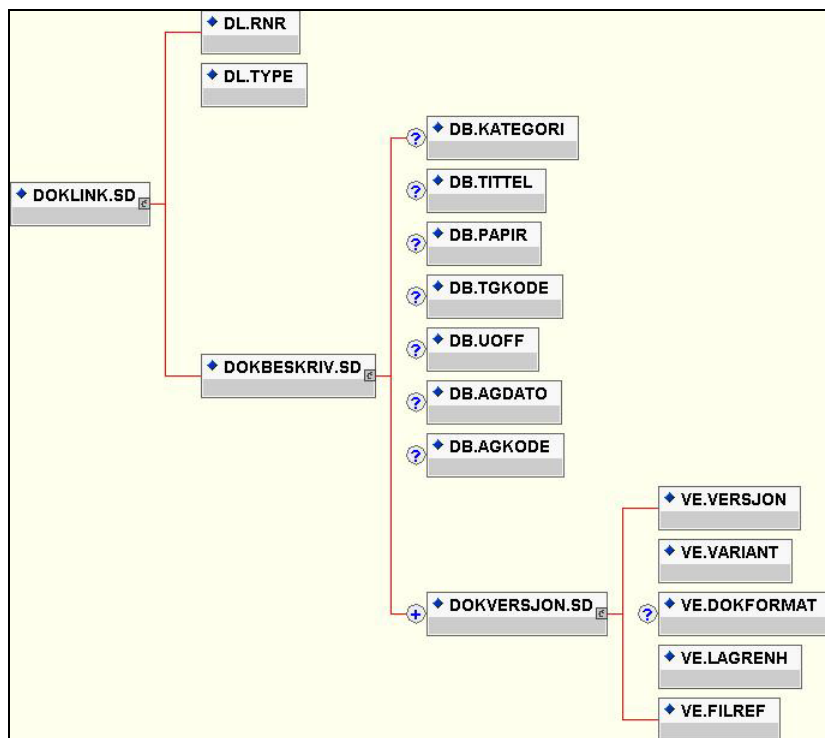 DL.RNR
DL.TYPE
DB.KATEGORI
DB.TITTEL
DOKLINK.SD
DB.PAPIR
DB.TGKODE
DB.UOFF
DOKBESKRIV.SD
DB.AGDATO
DB.AGKODE
VE.VERSJON
VE.VARIANT
DOKVERSJON.SD
VE.DOKFORMAT
VE.LAGRENH
VE.FILREF